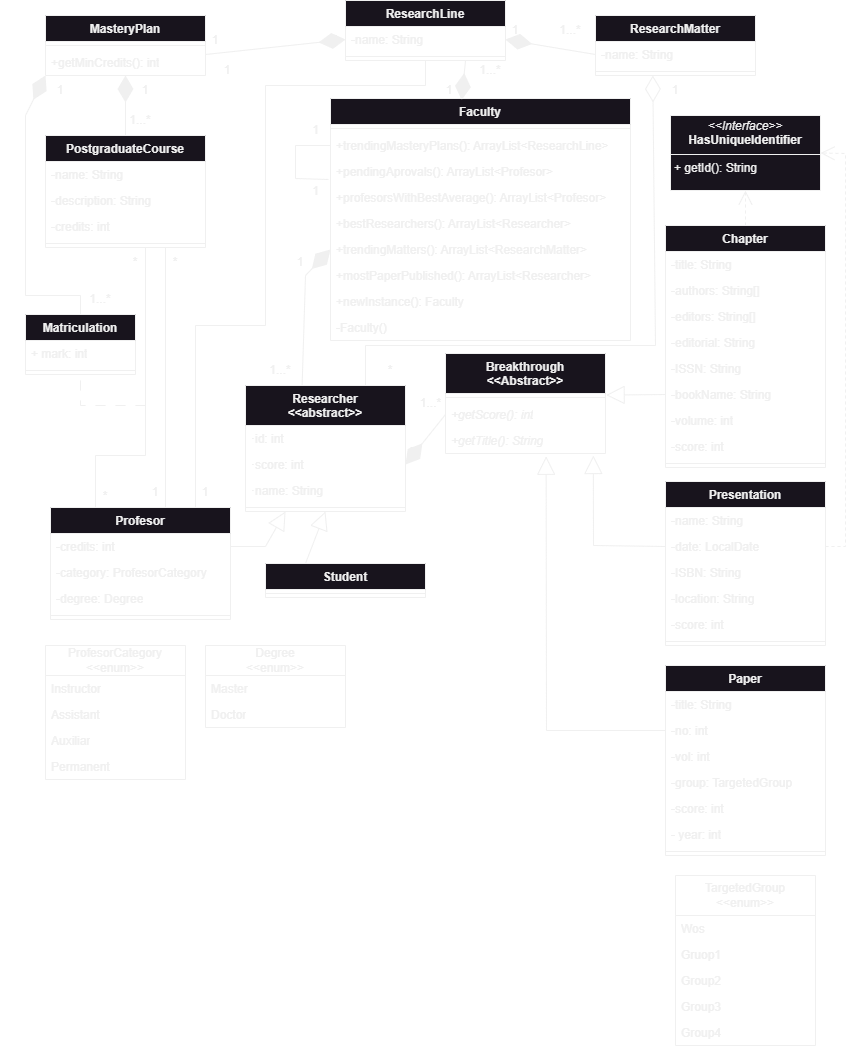 MasteryPlan
+getMinCredits(): int
ResearchLine
-name: String
ResearchMatter
-name: String
1
1
1
1...*
1...*
1
1
1
1
1...*
Faculty
+trendingMasteryPlans(): ArrayList<ResearchLine>
+pendingAprovals(): ArrayList<Profesor>
+profesorsWithBestAverage(): ArrayList<Profesor>
+bestResearchers(): ArrayList<Researcher>
+trendingMatters(): ArrayList<ResearchMatter>
+mostPaperPublished(): ArrayList<Researcher>
+newInstance(): Faculty
-Faculty()
1
1
1
<<Interface>>
HasUniqueIdentifier
+ getId(): String
PostgraduateCourse
-name: String
-description: String
-credits: int
*
*
1...*
Matriculation
+ mark: int
Chapter
-title: String
-authors: String[]
-editors: String[]
-editorial: String
-ISSN: String
-bookName: String
-volume: int
-score: int
1...*
*
Researcher
<<abstract>>
-id: int
-score: int
-name: String
1...*
Breakthrough
<<Abstract>>
+getScore(): int
+getTitle(): String
*
1
1
Profesor
-credits: int
-category: ProfesorCategory
-degree: Degree
Student
Presentation
-name: String
-date: LocalDate
-ISBN: String
-location: String
-score: int
ProfesorCategory
<<enum>>
Instructor
Assistant
Auxiliar
Permanent
Degree
<<enum>>
Master
Doctor
Paper
-title: String
-no: int
-vol: int
-group: TargetedGroup
-score: int
- year: int
TargetedGroup
<<enum>>
Wos
Gruop1
Group2
Group3
Group4